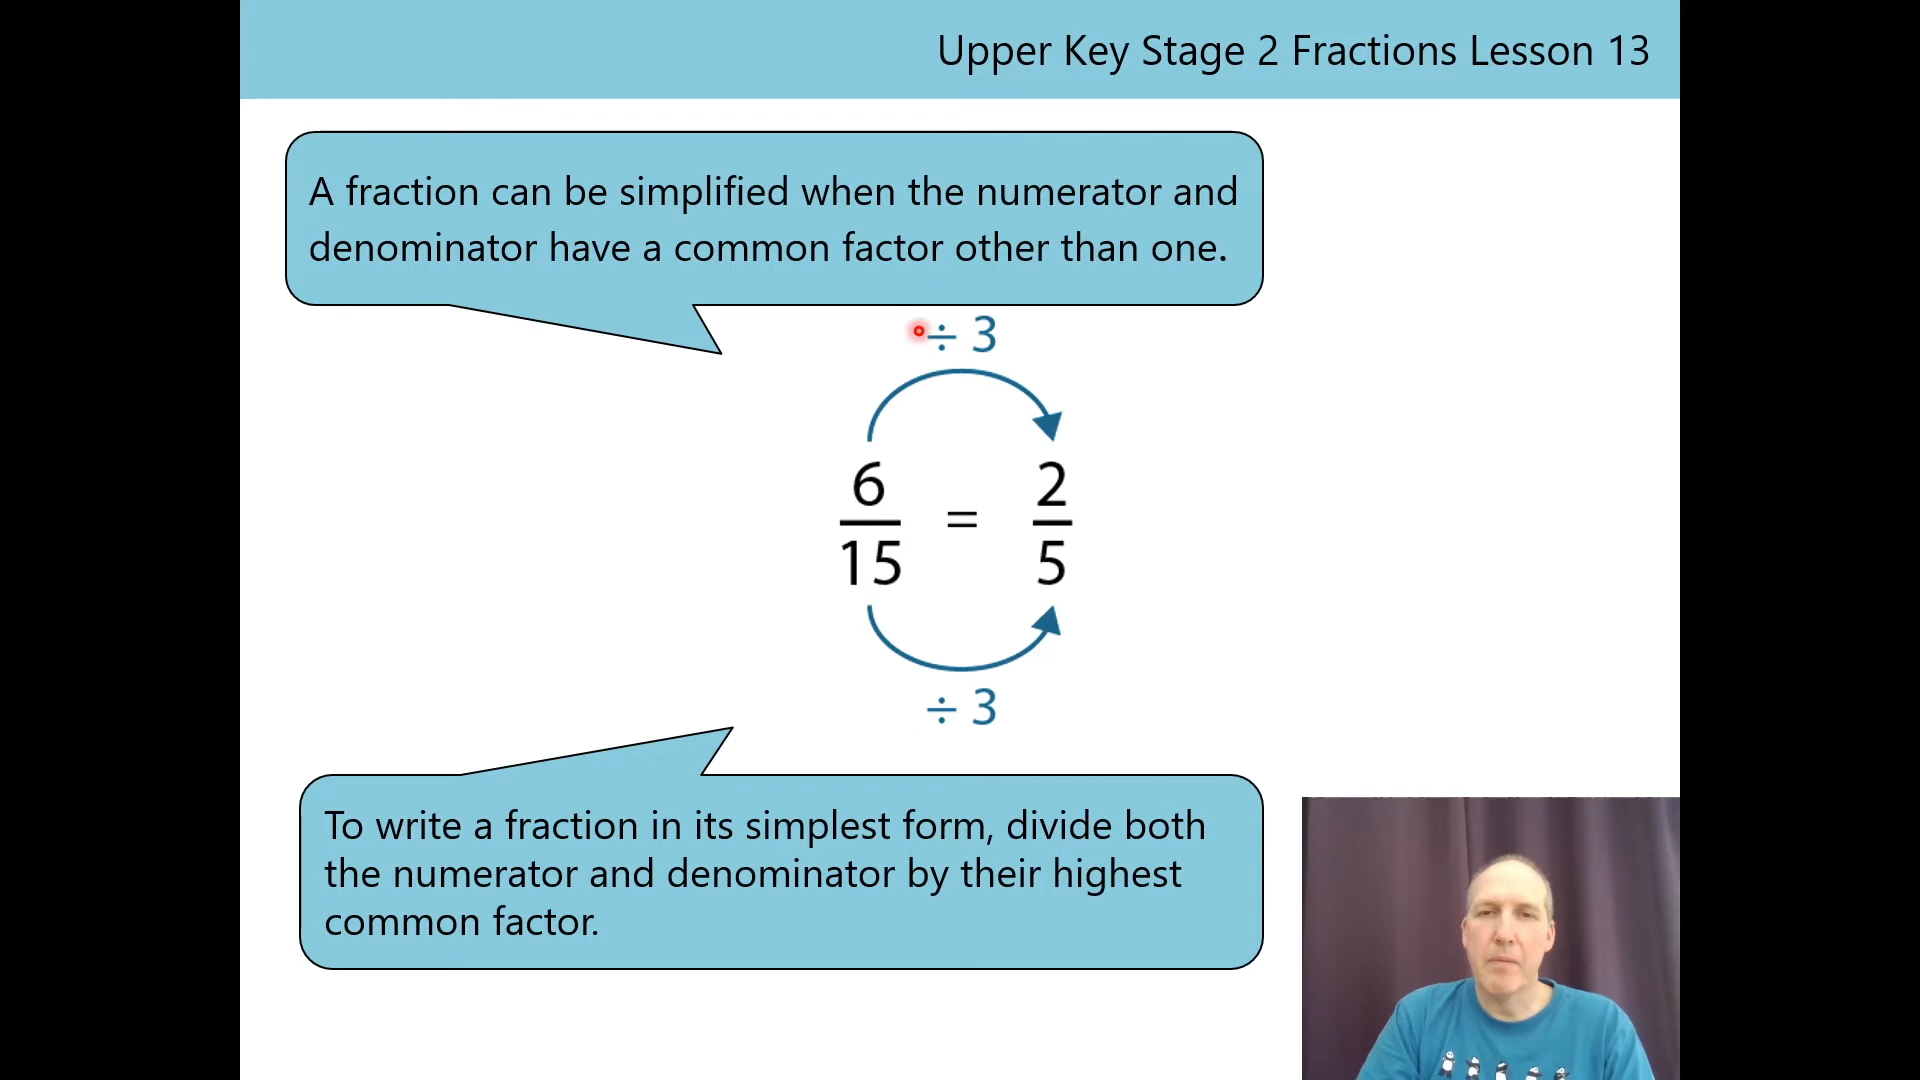 Upper Key Stage 2 Fractions Lesson 13
A fraction can be simplified when the numerator and
denominator have a common factor other than one.
÷ 3
6/15 = 2/5
÷ 3
To write a fraction in its simplest form, divide both
the numerator and denominator by their highest
common factor.